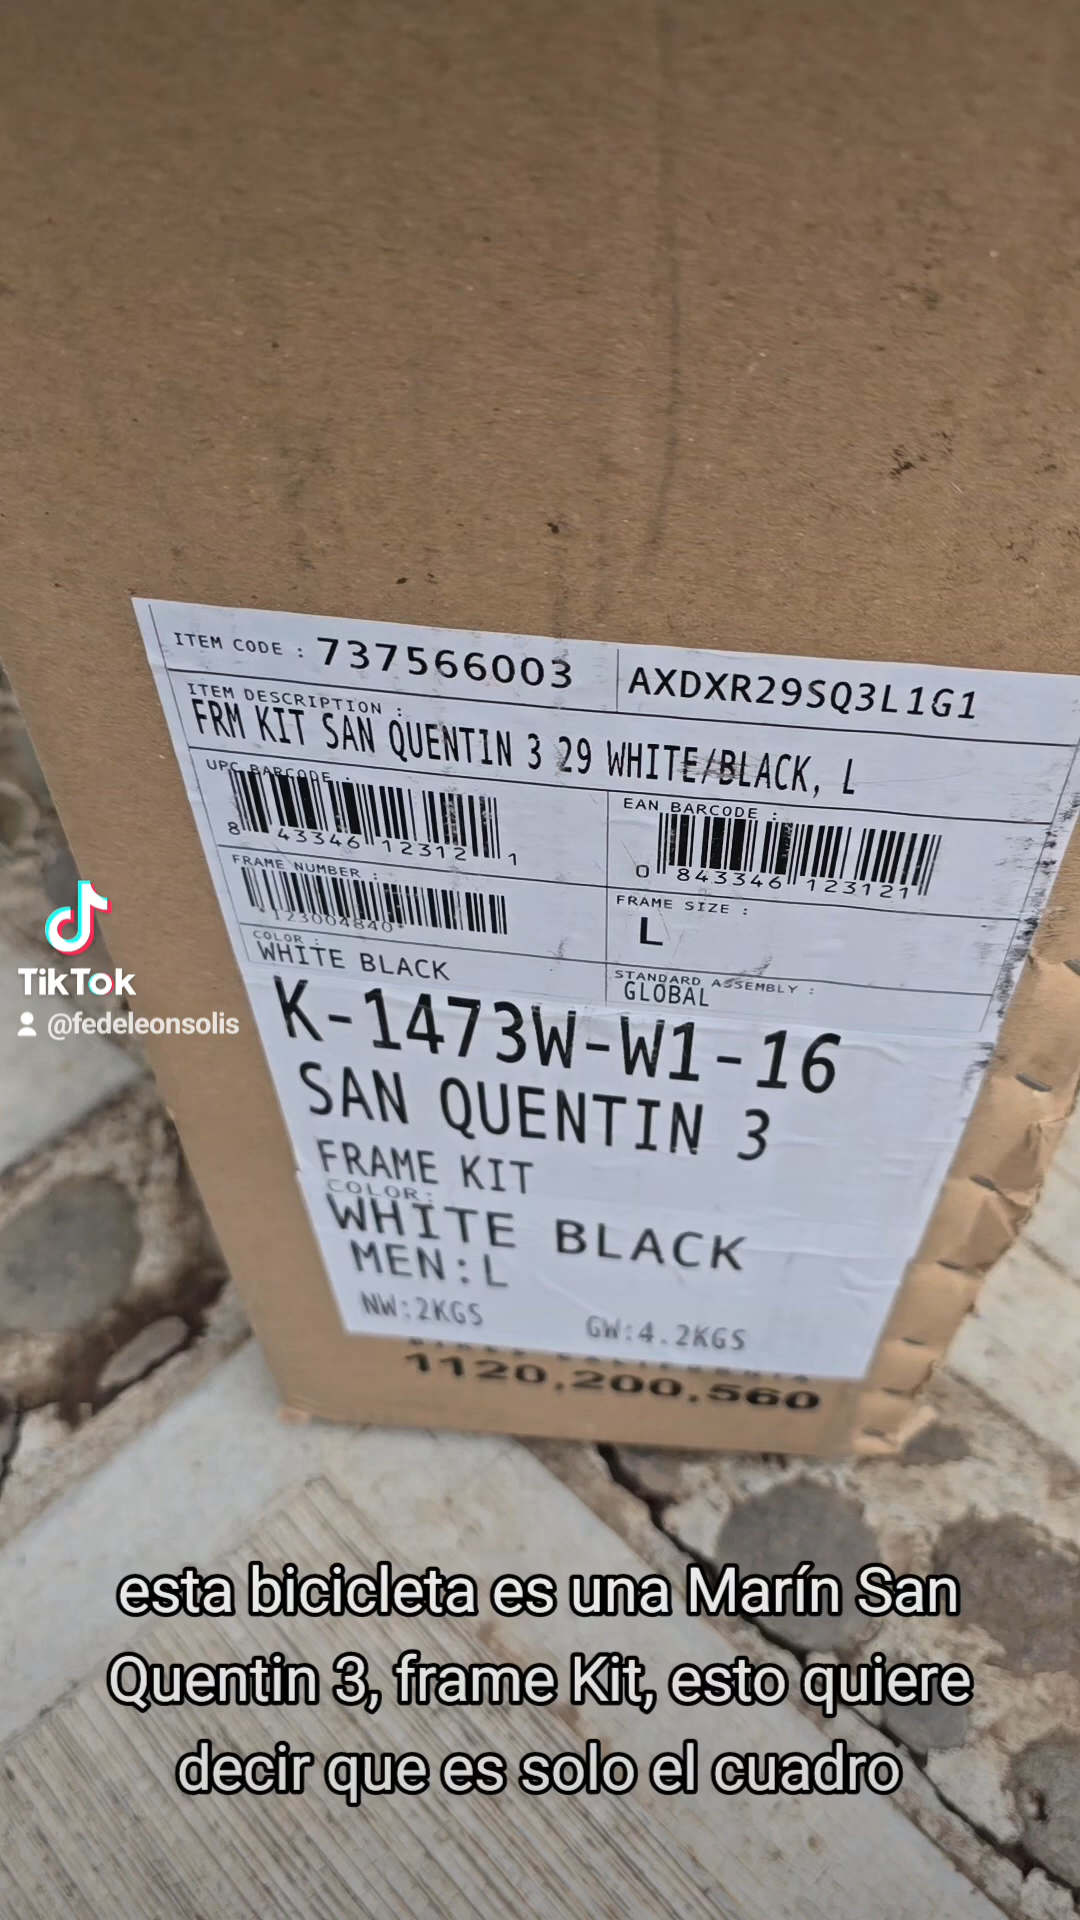 ITEM CODE : 737566003
AXDXR29SQ3L1G1
ITEM DESCRIPTION :
FRM KIT SAN QUENTIN 3 29 WHITE/BLACK, L
UPC BARCODE :
8 43346 12312 1
EAN BARCODE :
0 843346 123121
FRAME NUMBER :
*123004840*
FRAME SIZE :
L
COLOR :
WHITE BLACK
STANDARD ASSEMBLY :
GLOBAL
K-1473W-W1-16
SAN QUENTIN 3
FRAME KIT
COLOR:
WHITE BLACK
MEN:L
NW:2KGS
GW:4.2KGS
1120,200,560
TikTok
@fedeleonsolis
esta bicicleta es una Marín San
Quentin 3, frame Kit, esto quiere
decir que es solo el cuadro